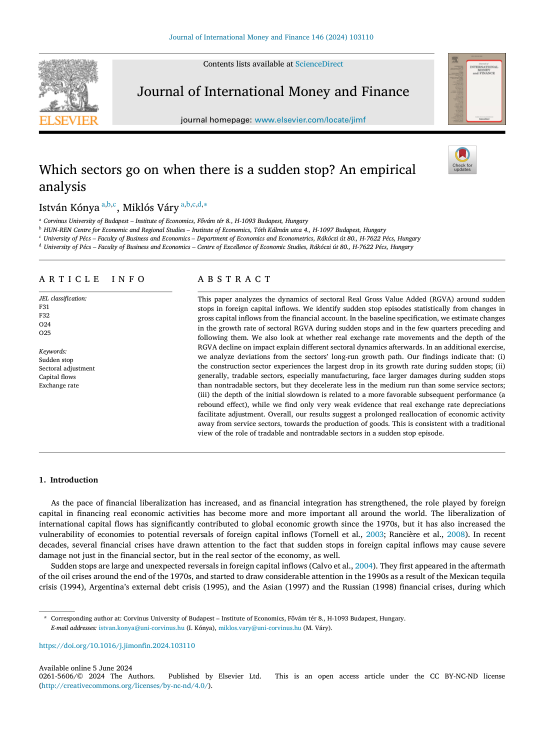 Journal of International Money and Finance 146 (2024) 103110
Contents lists available at ScienceDirect
Journal of International Money and Finance
journal homepage: www.elsevier.com/locate/jimf
ELSEVIER
INTERNATIONAL
MONEY
and FINANCE
Check for
updates
Which sectors go on when there is a sudden stop? An empirical
analysis
István Kónya a,b,c, Miklós Váry a,b,c,d,*
a Corvinus University of Budapest – Institute of Economics, Fővám tér 8., H-1093 Budapest, Hungary
b HUN-REN Centre for Economic and Regional Studies – Institute of Economics, Tóth Kálmán utca 4., H-1097 Budapest, Hungary
c University of Pécs – Faculty of Business and Economics – Department of Economics and Econometrics, Rákóczi út 80., H-7622 Pécs, Hungary
d University of Pécs – Faculty of Business and Economics – Centre of Excellence of Economic Studies, Rákóczi út 80., H-7622 Pécs, Hungary
ARTICLE INFO
JEL classification:
F31
F32
O24
O25
Keywords:
Sudden stop
Sectoral adjustment
Capital flows
Exchange rate
ABSTRACT
This paper analyzes the dynamics of sectoral Real Gross Value Added (RGVA) around sudden
stops in foreign capital inflows. We identify sudden stop episodes statistically from changes in
gross capital inflows from the financial account. In the baseline specification, we estimate changes
in the growth rate of sectoral RGVA during sudden stops and in the few quarters preceding and
following them. We also look at whether real exchange rate movements and the depth of the
RGVA decline on impact explain different sectoral dynamics afterwards. In an additional exercise,
we analyze deviations from the sectors' long-run growth path. Our findings indicate that: (i)
the construction sector experiences the largest drop in its growth rate during sudden stops; (ii)
generally, tradable sectors, especially manufacturing, face larger damages during sudden stops
than nontradable sectors, but they decelerate less in the medium run than some service sectors;
(iii) the depth of the initial slowdown is related to a more favorable subsequent performance (a
rebound effect), while we find only very weak evidence that real exchange rate depreciations
facilitate adjustment. Overall, our results suggest a prolonged reallocation of economic activity
away from service sectors, towards the production of goods. This is consistent with a traditional
view of the role of tradable and nontradable sectors in a sudden stop episode.
1. Introduction
As the pace of financial liberalization has increased, and as financial integration has strengthened, the role played by foreign
capital in financing real economic activities has become more and more important all around the world. The liberalization of
international capital flows has significantly contributed to global economic growth since the 1970s, but it has also increased the
vulnerability of economies to potential reversals of foreign capital inflows (Tornell et al., 2003; Rancière et al., 2008). In recent
decades, several financial crises have drawn attention to the fact that sudden stops in foreign capital inflows may cause severe
damage not just in the financial sector, but in the real sector of the economy, as well.
Sudden stops are large and unexpected reversals in foreign capital inflows (Calvo et al., 2004). They first appeared in the aftermath
of the oil crises around the end of the 1970s, and started to draw considerable attention in the 1990s as a result of the Mexican tequila
crisis (1994), Argentina's external debt crisis (1995), and the Asian (1997) and the Russian (1998) financial crises, during which
* Corresponding author at: Corvinus University of Budapest – Institute of Economics, Fővám tér 8., H-1093 Budapest, Hungary.
E-mail addresses: istvan.konya@uni-corvinus.hu (I. Kónya), miklos.vary@uni-corvinus.hu (M. Váry).
https://doi.org/10.1016/j.jimonfin.2024.103110
Available online 5 June 2024
0261-5606/© 2024 The Authors. Published by Elsevier Ltd. This is an open access article under the CC BY-NC-ND license
(http://creativecommons.org/licenses/by-nc-nd/4.0/).